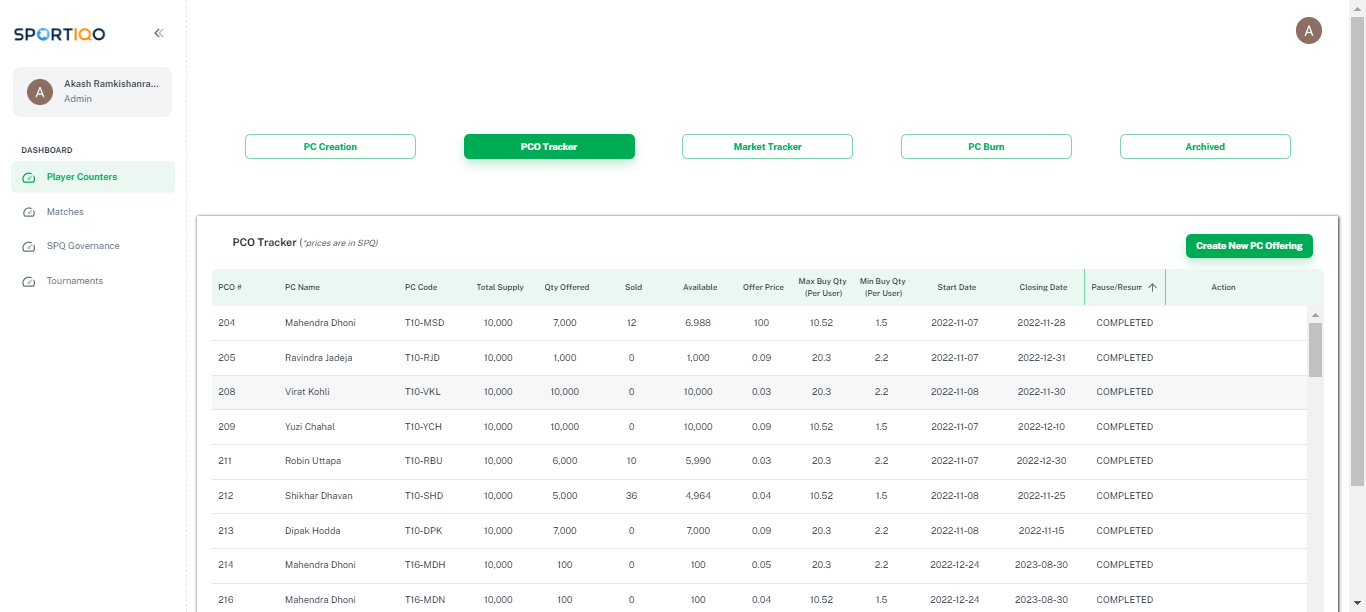 SPORTIQO
A
A
Akash Ramkishanra...
Admin
DASHBOARD
Player Counters
Matches
SPQ Governance
Tournaments
PC Creation
PCO Tracker
Market Tracker
PC Burn
Archived
PCO Tracker (*prices are in SPQ)
Create New PC Offering
PCO # PC Name PC Code Total Supply Qty Offered Sold Available Offer Price Max Buy Qty (Per User) Min Buy Qty (Per User) Start Date Closing Date Pause/Resum Action
204 Mahendra Dhoni T10-MSD 10,000 7,000 12 6,988 100 10.52 1.5 2022-11-07 2022-11-28 COMPLETED
205 Ravindra Jadeja T10-RJD 10,000 1,000 0 1,000 0.09 20.3 2.2 2022-11-07 2022-12-31 COMPLETED
208 Virat Kohli T10-VKL 10,000 10,000 0 10,000 0.03 20.3 2.2 2022-11-08 2022-11-30 COMPLETED
209 Yuzi Chahal T10-YCH 10,000 10,000 0 10,000 0.09 10.52 1.5 2022-11-07 2022-12-10 COMPLETED
211 Robin Uttapa T10-RBU 10,000 6,000 10 5,990 0.03 20.3 2.2 2022-11-07 2022-12-30 COMPLETED
212 Shikhar Dhavan T10-SHD 10,000 5,000 36 4,964 0.04 10.52 1.5 2022-11-08 2022-11-25 COMPLETED
213 Dipak Hodda T10-DPK 10,000 7,000 0 7,000 0.09 20.3 2.2 2022-11-08 2022-11-15 COMPLETED
214 Mahendra Dhoni T16-MDH 10,000 100 0 100 0.05 20.3 2.2 2022-12-24 2023-08-30 COMPLETED
216 Mahendra Dhoni T16-MDN 10,000 100 0 100 0.04 10.52 1.5 2022-12-24 2023-08-30 COMPLETED